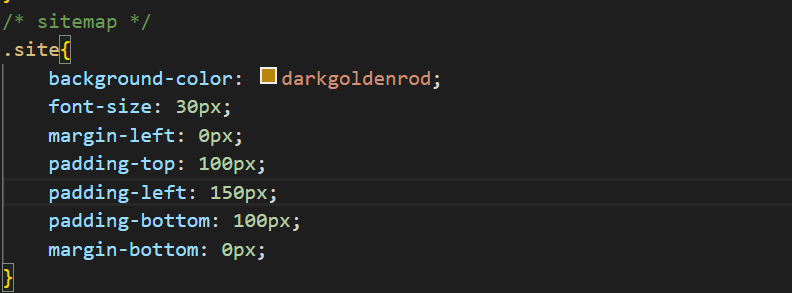 /* sitemap */
.site{
    background-color: darkgoldenrod;
    font-size: 30px;
    margin-left: 0px;
    padding-top: 100px;
    padding-left: 150px;
    padding-bottom: 100px;
    margin-bottom: 0px;
}